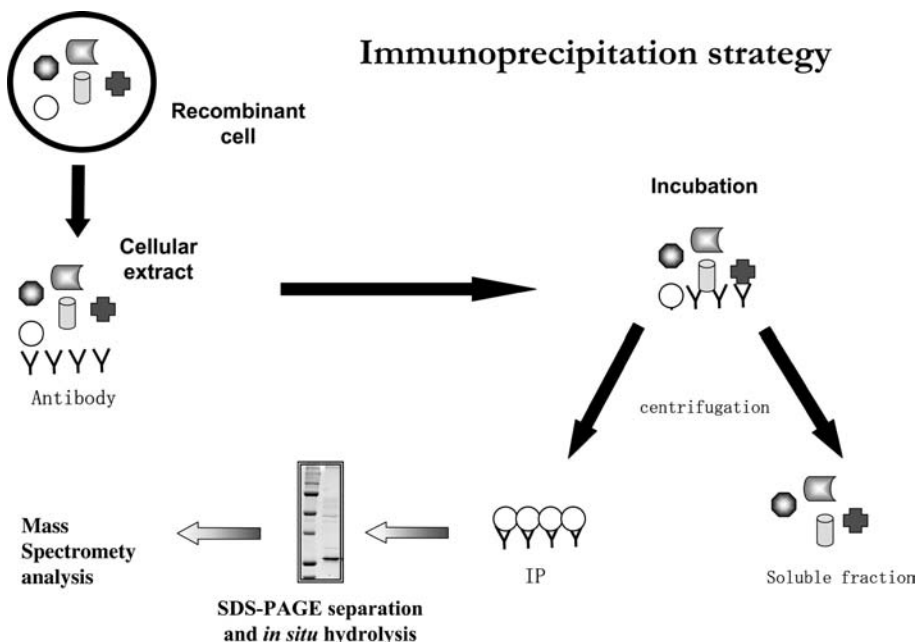 Immunoprecipitation strategy
Recombinant
cell
Incubation
Cellular
extract
Antibody
centrifugation
Mass
Spectromety
analysis
IP
Soluble fraction
SDS-PAGE separation
and in situ hydrolysis